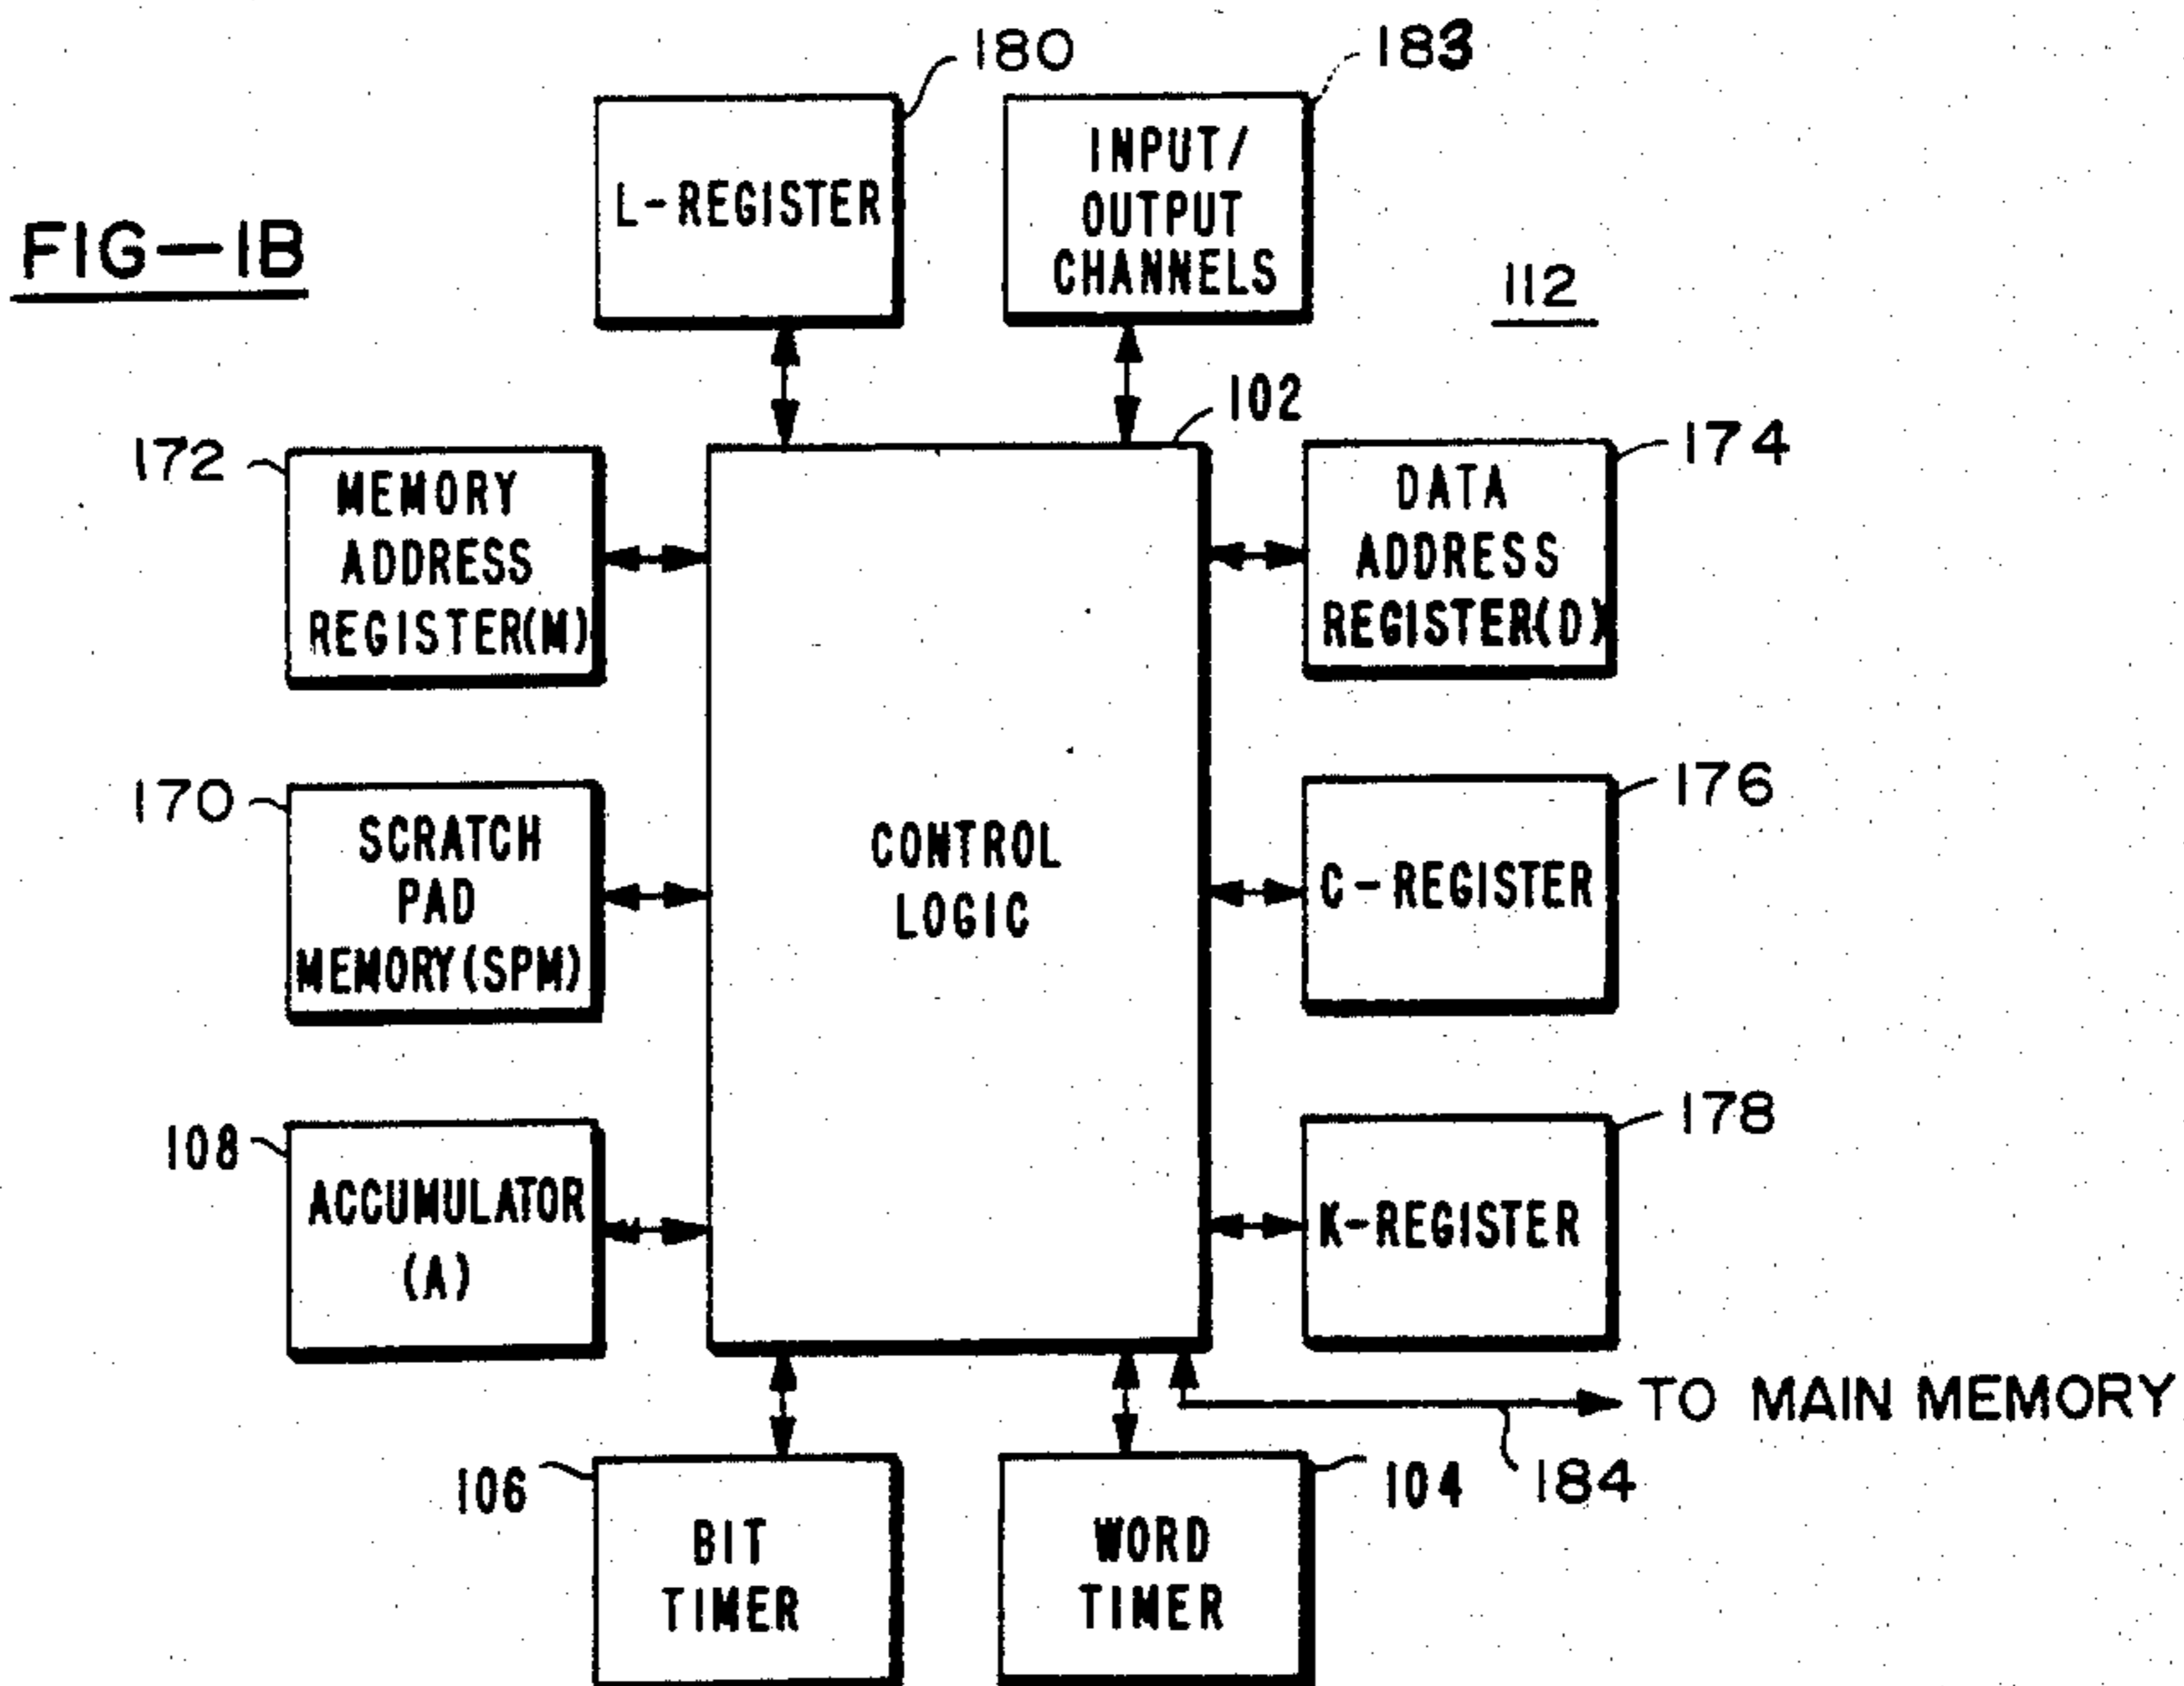 180
183
L-REGISTER
INPUT/
OUTPUT
CHANNELS
FIG-1B
112
102
172
MEMORY
ADDRESS
REGISTER(M)
DATA
ADDRESS
REGISTER(D)
174
170
SCRATCH
PAD
MEMORY(SPM)
CONTROL
LOGIC
C-REGISTER
176
108
ACCUMULATOR
(A)
K-REGISTER
178
TO MAIN MEMORY
184
106
BIT
TIMER
WORD
TIMER
104